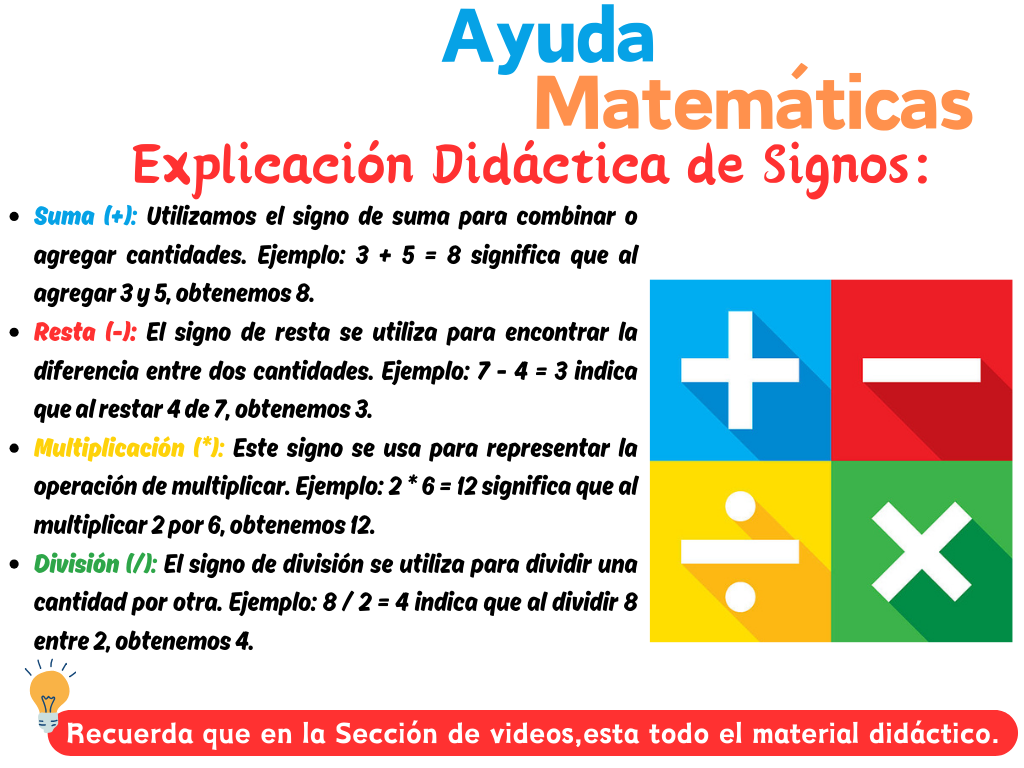 Ayuda
Matemáticas
Explicación Didáctica de Signos:
• Suma (+): Utilizamos el signo de suma para combinar o
agregar cantidades. Ejemplo: 3 + 5 = 8 significa que al
agregar 3 y 5, obtenemos 8.
• Resta (-): El signo de resta se utiliza para encontrar la
diferencia entre dos cantidades. Ejemplo: 7 - 4 = 3 indica
que al restar 4 de 7, obtenemos 3.
• Multiplicación (*): Este signo se usa para representar la
operación de multiplicar. Ejemplo: 2 * 6 = 12 significa que al
multiplicar 2 por 6, obtenemos 12.
• División (/): El signo de división se utiliza para dividir una
cantidad por otra. Ejemplo: 8 / 2 = 4 indica que al dividir 8
entre 2, obtenemos 4.
+ −
÷ ×
Recuerda que en la Sección de videos,esta todo el material didáctico.